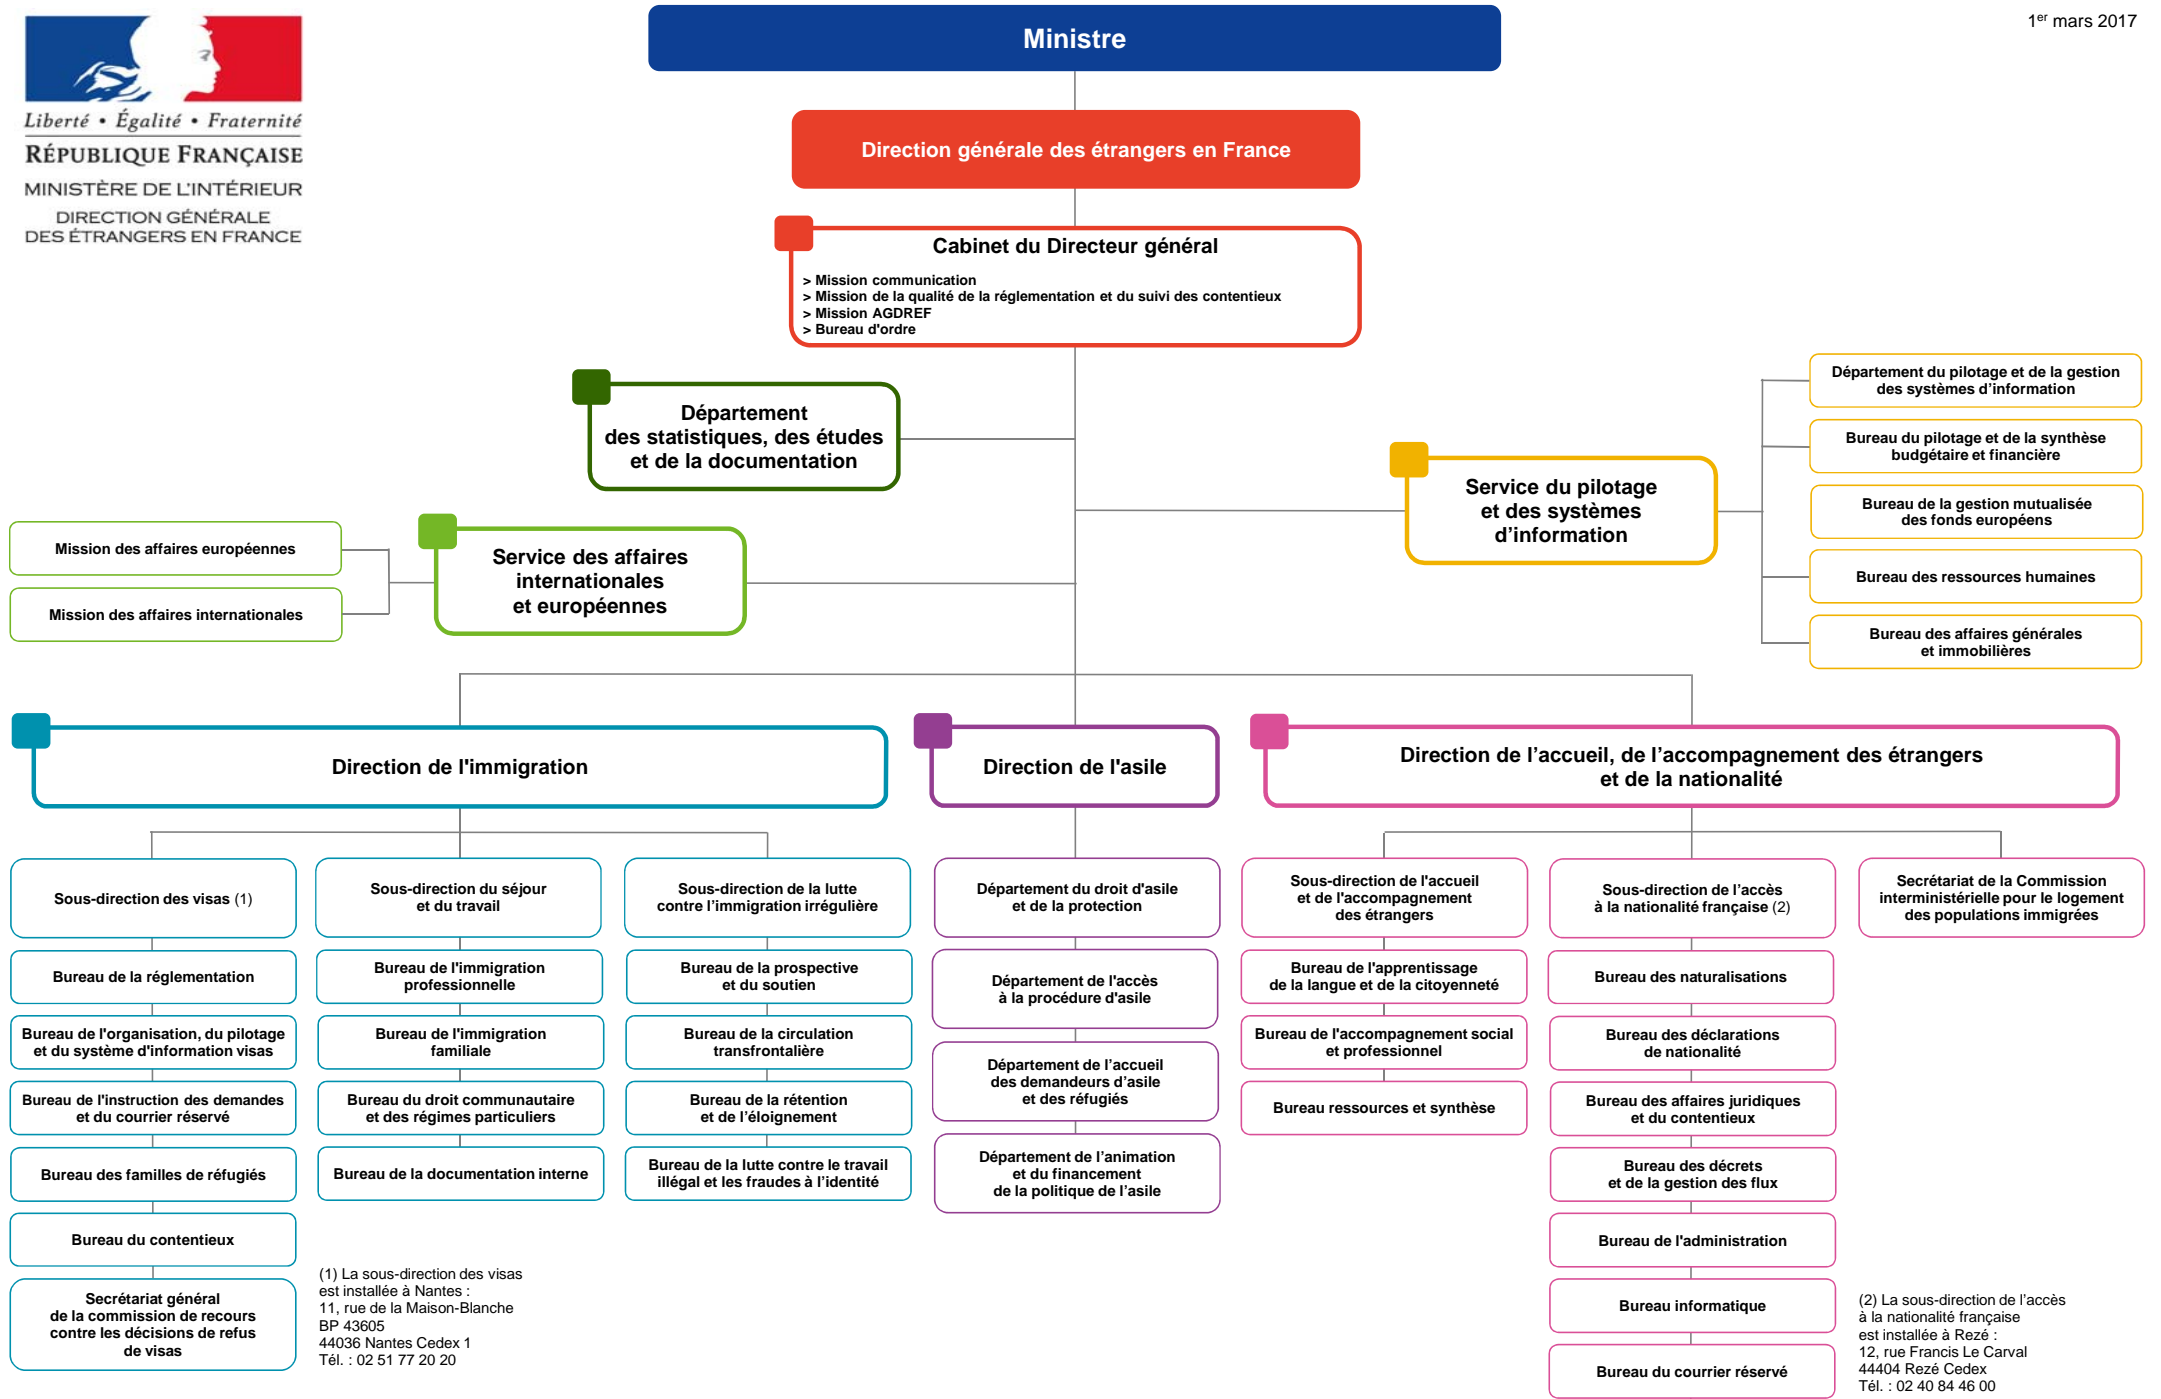 Liberté • Égalité • Fraternité
RÉPUBLIQUE FRANÇAISE
MINISTÈRE DE L'INTÉRIEUR
DIRECTION GÉNÉRALE
DES ÉTRANGERS EN FRANCE
1er mars 2017
Ministre
Direction générale des étrangers en France
Cabinet du Directeur général
> Mission communication
> Mission de la qualité de la réglementation et du suivi des contentieux
> Mission AGDREF
> Bureau d'ordre
Département
des statistiques, des études
et de la documentation
Service des affaires
internationales
et européennes
Mission des affaires européennes
Mission des affaires internationales
Service du pilotage
et des systèmes
d’information
Département du pilotage et de la gestion
des systèmes d’information
Bureau du pilotage et de la synthèse
budgétaire et financière
Bureau de la gestion mutualisée
des fonds européens
Bureau des ressources humaines
Bureau des affaires générales
et immobilières
Direction de l'immigration
Sous-direction des visas (1)
Bureau de la réglementation
Bureau de l'organisation, du pilotage
et du système d'information visas
Bureau de l'instruction des demandes
et du courrier réservé
Bureau des familles de réfugiés
Bureau du contentieux
Secrétariat général
de la commission de recours
contre les décisions de refus
de visas
Sous-direction du séjour
et du travail
Bureau de l'immigration
professionnelle
Bureau de l'immigration
familiale
Bureau du droit communautaire
et des régimes particuliers
Bureau de la documentation interne
Sous-direction de la lutte
contre l’immigration irrégulière
Bureau de la prospective
et du soutien
Bureau de la circulation
transfrontalière
Bureau de la rétention
et de l’éloignement
Bureau de la lutte contre le travail
illégal et les fraudes à l’identité
(1) La sous-direction des visas
est installée à Nantes :
11, rue de la Maison-Blanche
BP 43605
44036 Nantes Cedex 1
Tél. : 02 51 77 20 20
Direction de l'asile
Département du droit d'asile
et de la protection
Département de l'accès
à la procédure d'asile
Département de l’accueil
des demandeurs d’asile
et des réfugiés
Département de l’animation
et du financement
de la politique de l’asile
Direction de l’accueil, de l’accompagnement des étrangers
et de la nationalité
Sous-direction de l'accueil
et de l'accompagnement
des étrangers
Bureau de l'apprentissage
de la langue et de la citoyenneté
Bureau de l'accompagnement social
et professionnel
Bureau ressources et synthèse
Sous-direction de l’accès
à la nationalité française (2)
Bureau des naturalisations
Bureau des déclarations
de nationalité
Bureau des affaires juridiques
et du contentieux
Bureau des décrets
et de la gestion des flux
Bureau de l'administration
Bureau informatique
Bureau du courrier réservé
Secrétariat de la Commission
interministérielle pour le logement
des populations immigrées
(2) La sous-direction de l’accès
à la nationalité française
est installée à Rezé :
12, rue Francis Le Carval
44404 Rezé Cedex
Tél. : 02 40 84 46 00